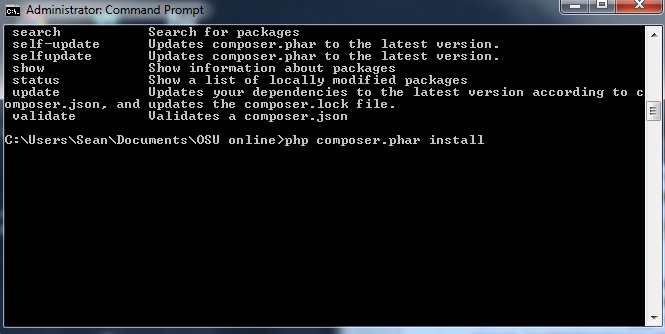 Administrator: Command Prompt
search Search for packages
self-update Updates composer.phar to the latest version.
selfupdate Updates composer.phar to the latest version.
show Show information about packages
status Show a list of locally modified packages
update Updates your dependencies to the latest version according to c
omposer.json, and updates the composer.lock file.
validate Validates a composer.json
C:\Users\Sean\Documents\OSU online>php composer.phar install